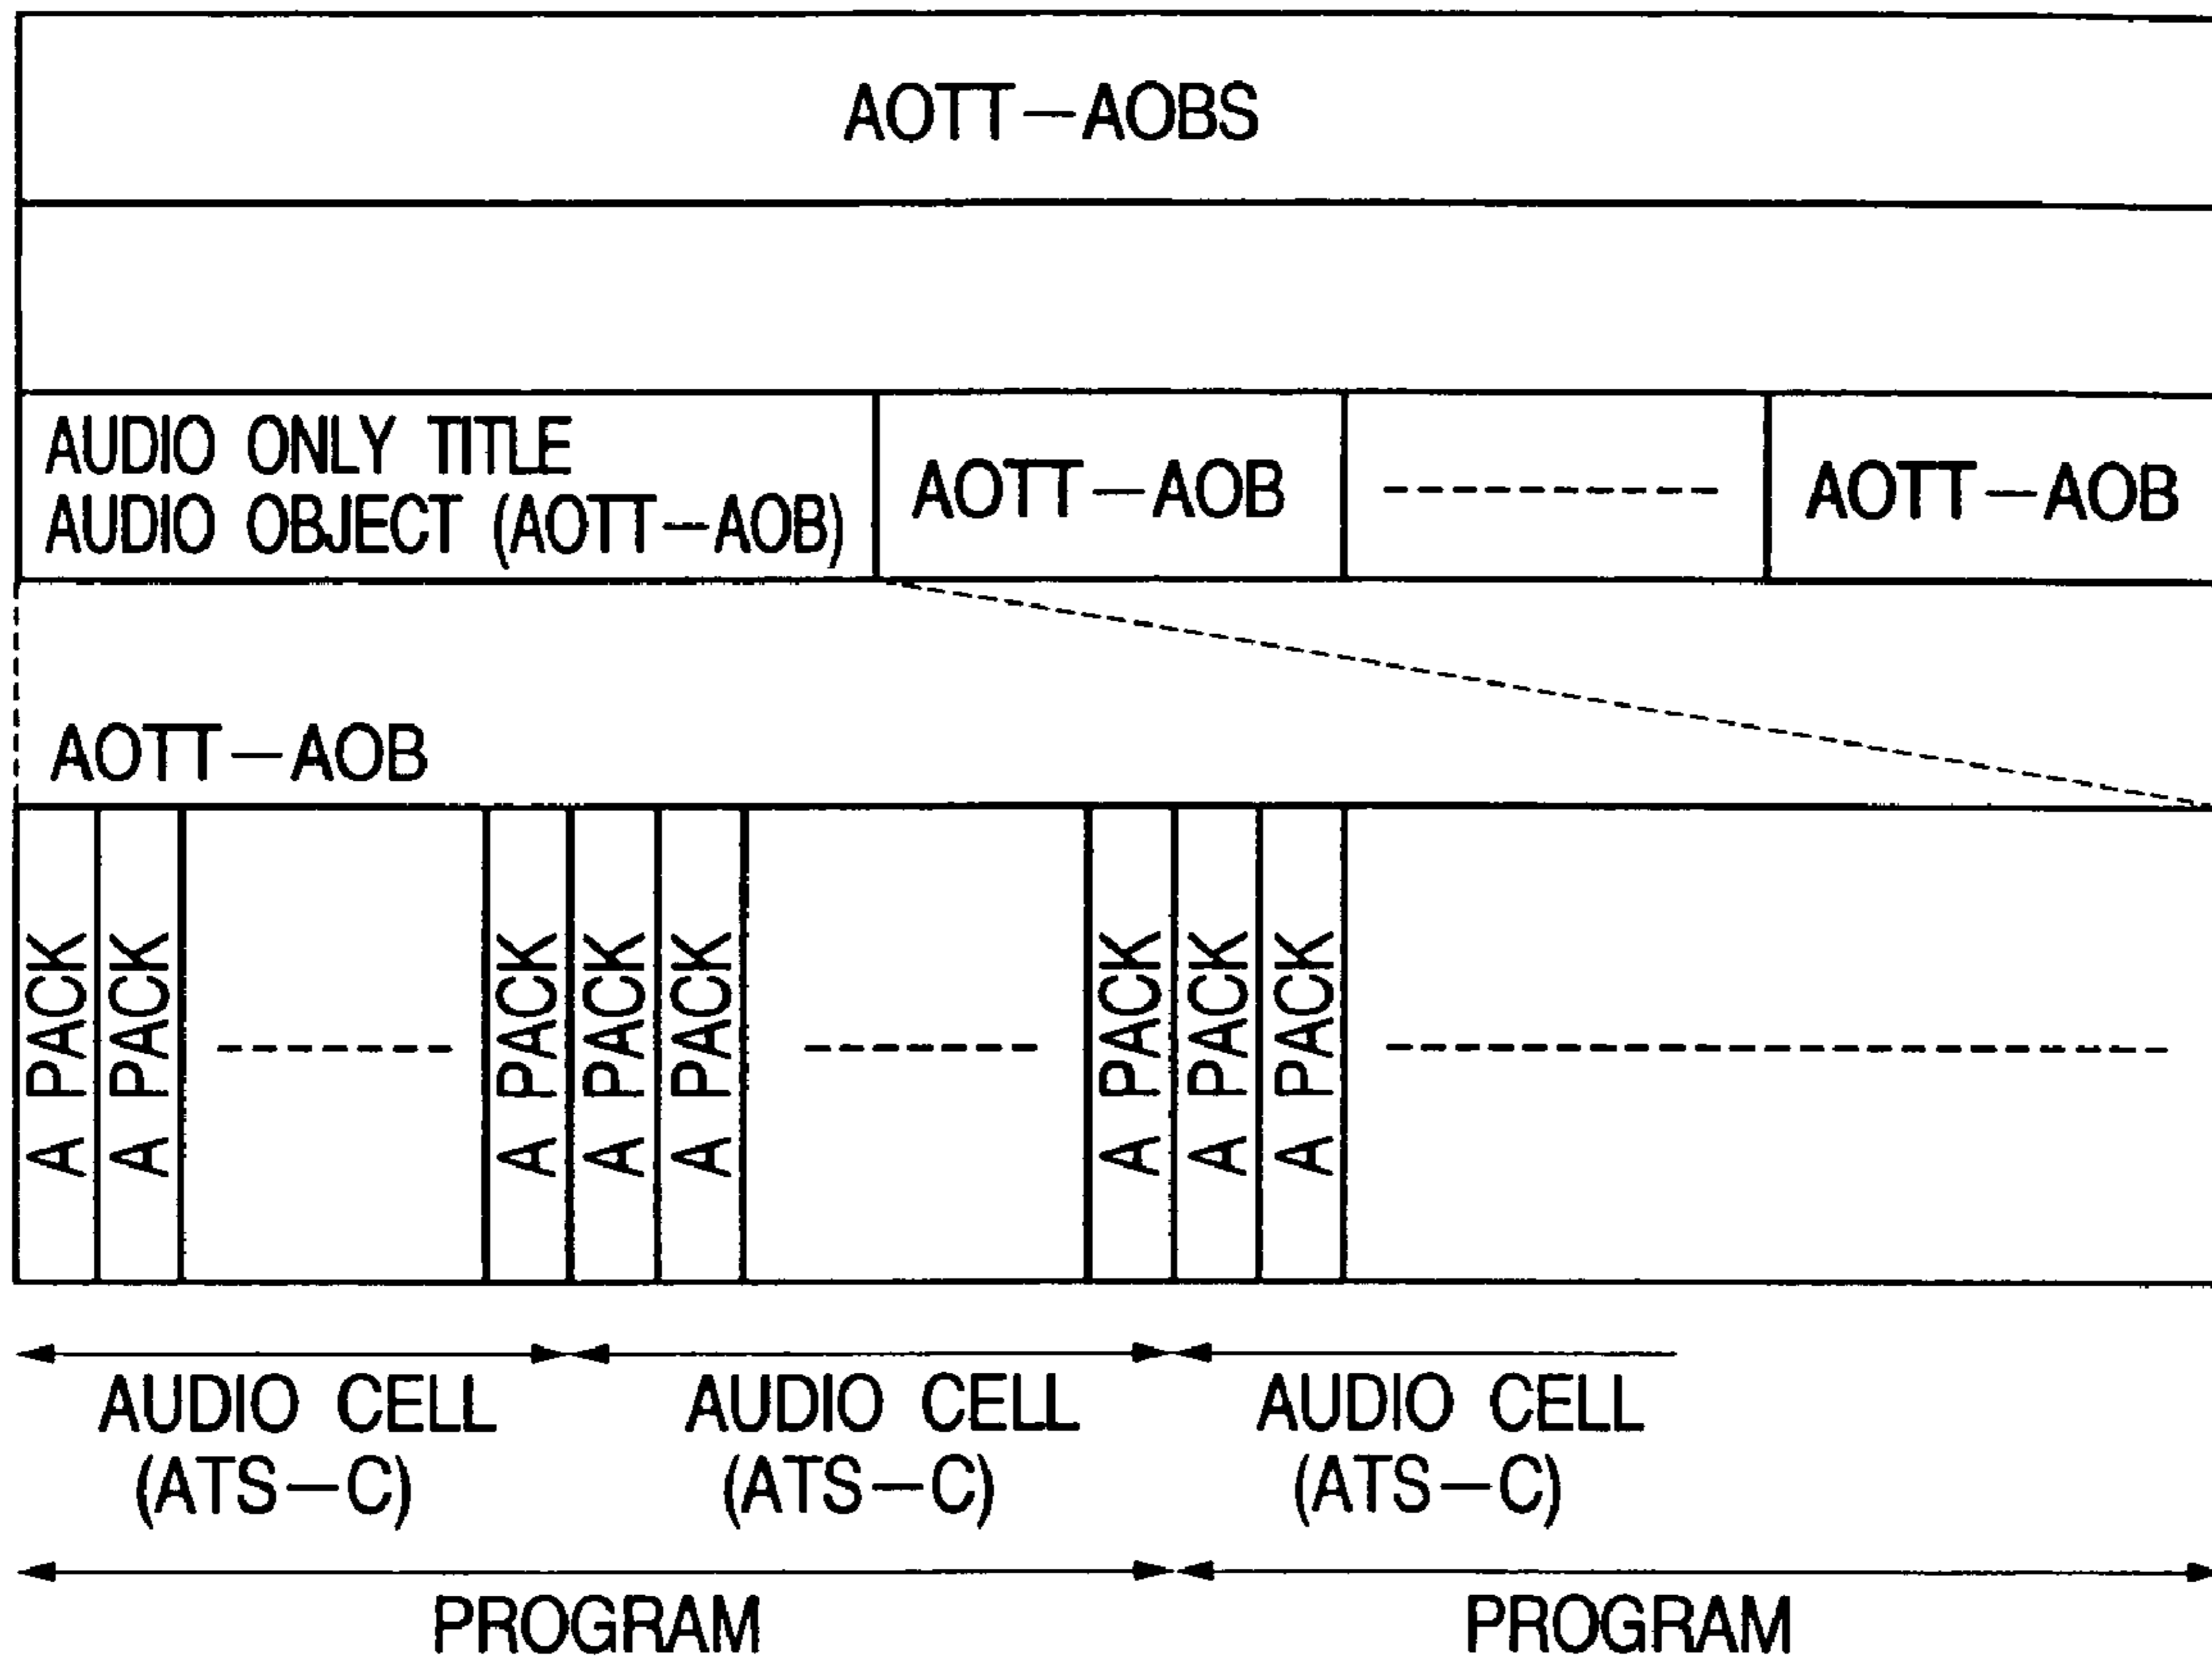 AOTT—AOBS
AUDIO ONLY TITLE
AUDIO OBJECT (AOTT—AOB)
AOTT—AOB
AOTT—AOB
AOTT—AOB
A PACK
A PACK
A PACK
A PACK
A PACK
A PACK
A PACK
A PACK
AUDIO CELL
(ATS—C)
AUDIO CELL
(ATS—C)
AUDIO CELL
(ATS—C)
PROGRAM
PROGRAM